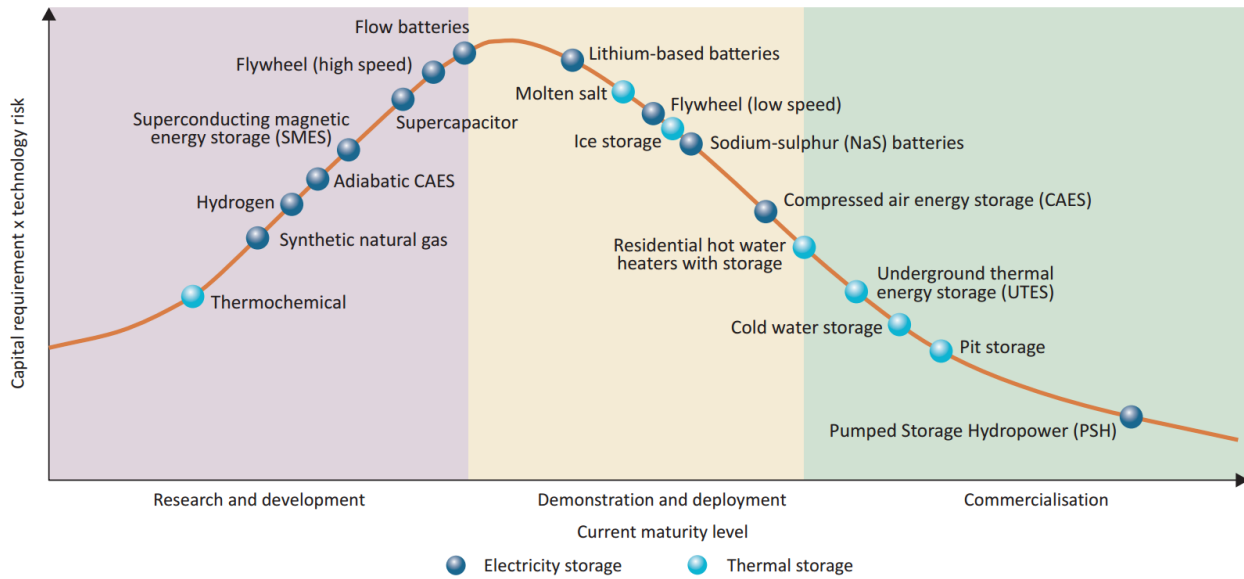 Capital requirement x technology risk
Flow batteries
Flywheel (high speed)
Supercapacitor
Superconducting magnetic
energy storage (SMES)
Adiabatic CAES
Hydrogen
Synthetic natural gas
Thermochemical
Lithium-based batteries
Molten salt
Flywheel (low speed)
Ice storage
Sodium-sulphur (NaS) batteries
Compressed air energy storage (CAES)
Residential hot water
heaters with storage
Underground thermal
energy storage (UTES)
Cold water storage
Pit storage
Pumped Storage Hydropower (PSH)
Research and development
Demonstration and deployment
Commercialisation
Current maturity level
Electricity storage
Thermal storage